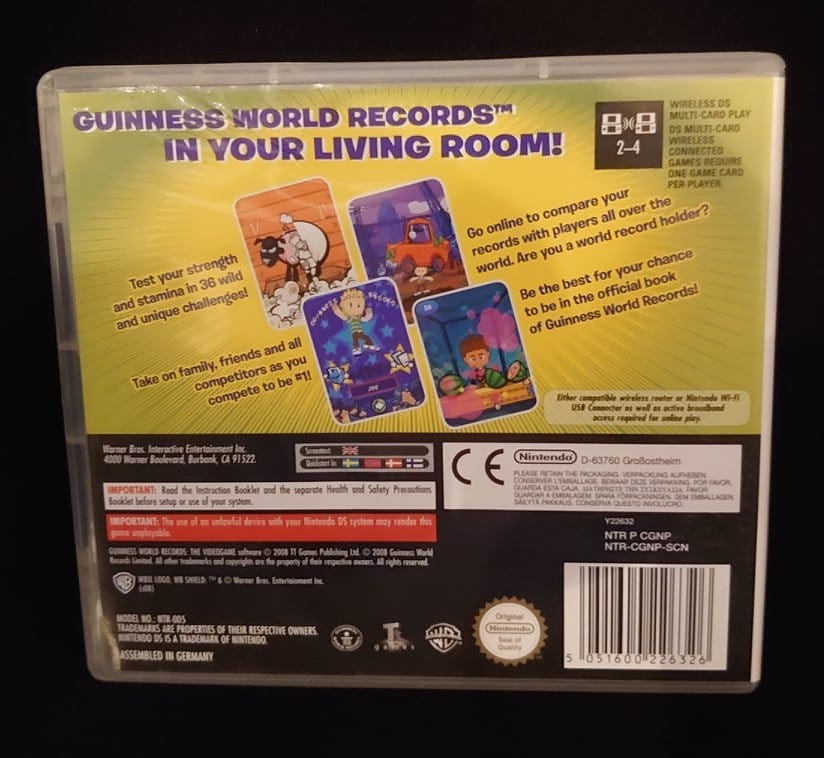 GUINNESS WORLD RECORDS™
IN YOUR LIVING ROOM!
2-4
WIRELESS DS
MULTI-CARD PLAY
DS MULTI-CARD
WIRELESS
CONNECTED
GAMES REQUIRE
ONE GAME CARD
PER PLAYER
Go online to compare your
records with players all over the
world. Are you a world record holder?
Test your strength
and stamina in 36 wild
and unique challenges!
Be the best for your chance
to be in the official book
of Guinness World Records!
Take on family, friends and all
competitors as you
compete to be #1!
JOE
Either compatible wireless router or Nintendo Wi-Fi
USB Connector as well as active broadband
access required for online play.
Warner Bros. Interactive Entertainment Inc.
4000 Warner Boulevard, Burbank, CA 91522.
Screentext:
Quickstart In:
CE
Nintendo D-63760 Großostheim
PLEASE RETAIN THE PACKAGING. VERPACKUNG AUFHEBEN.
CONSERVER L'EMBALLAGE. BEWAAR DEZE VERPAKKING. POR FAVOR,
GUARDA ESTA CAJA. ΔΙΑΤΗΡΗΣΤΕ ΤΗΝ ΣΥΣΚΕΥΑΣΙΑ. FAVOR
GUARDAR A EMBALAGEM. SPARA FÖRPACKNINGEN. GEM EMBALLAGEN.
SÄILYTÄ PAKKAUS. CONSERVA QUESTO INVOLUCRO.
IMPORTANT: Read the Instruction Booklet and the separate Health and Safety Precautions
Booklet before setup or use of your system.
IMPORTANT: The use of an unlawful device with your Nintendo DS system may render this
game unplayable.
Y22632
NTR P CGNP
NTR-CGNP-SCN
GUINNESS WORLD RECORDS: THE VIDEOGAME software © 2008 TT Games Publishing Ltd. © 2008 Guinness World
Records Limited. All other trademarks and copyrights are the property of their respective owners. All rights reserved.
WBIE LOGO, WB SHIELD: ™ & © Warner Bros. Entertainment Inc.
(s08)
MODEL NO.: NTR-005
TRADEMARKS ARE PROPERTIES OF THEIR RESPECTIVE OWNERS.
NINTENDO DS IS A TRADEMARK OF NINTENDO.
ASSEMBLED IN GERMANY
games
Original
Nintendo
Seal of
Quality
5 051600 226326